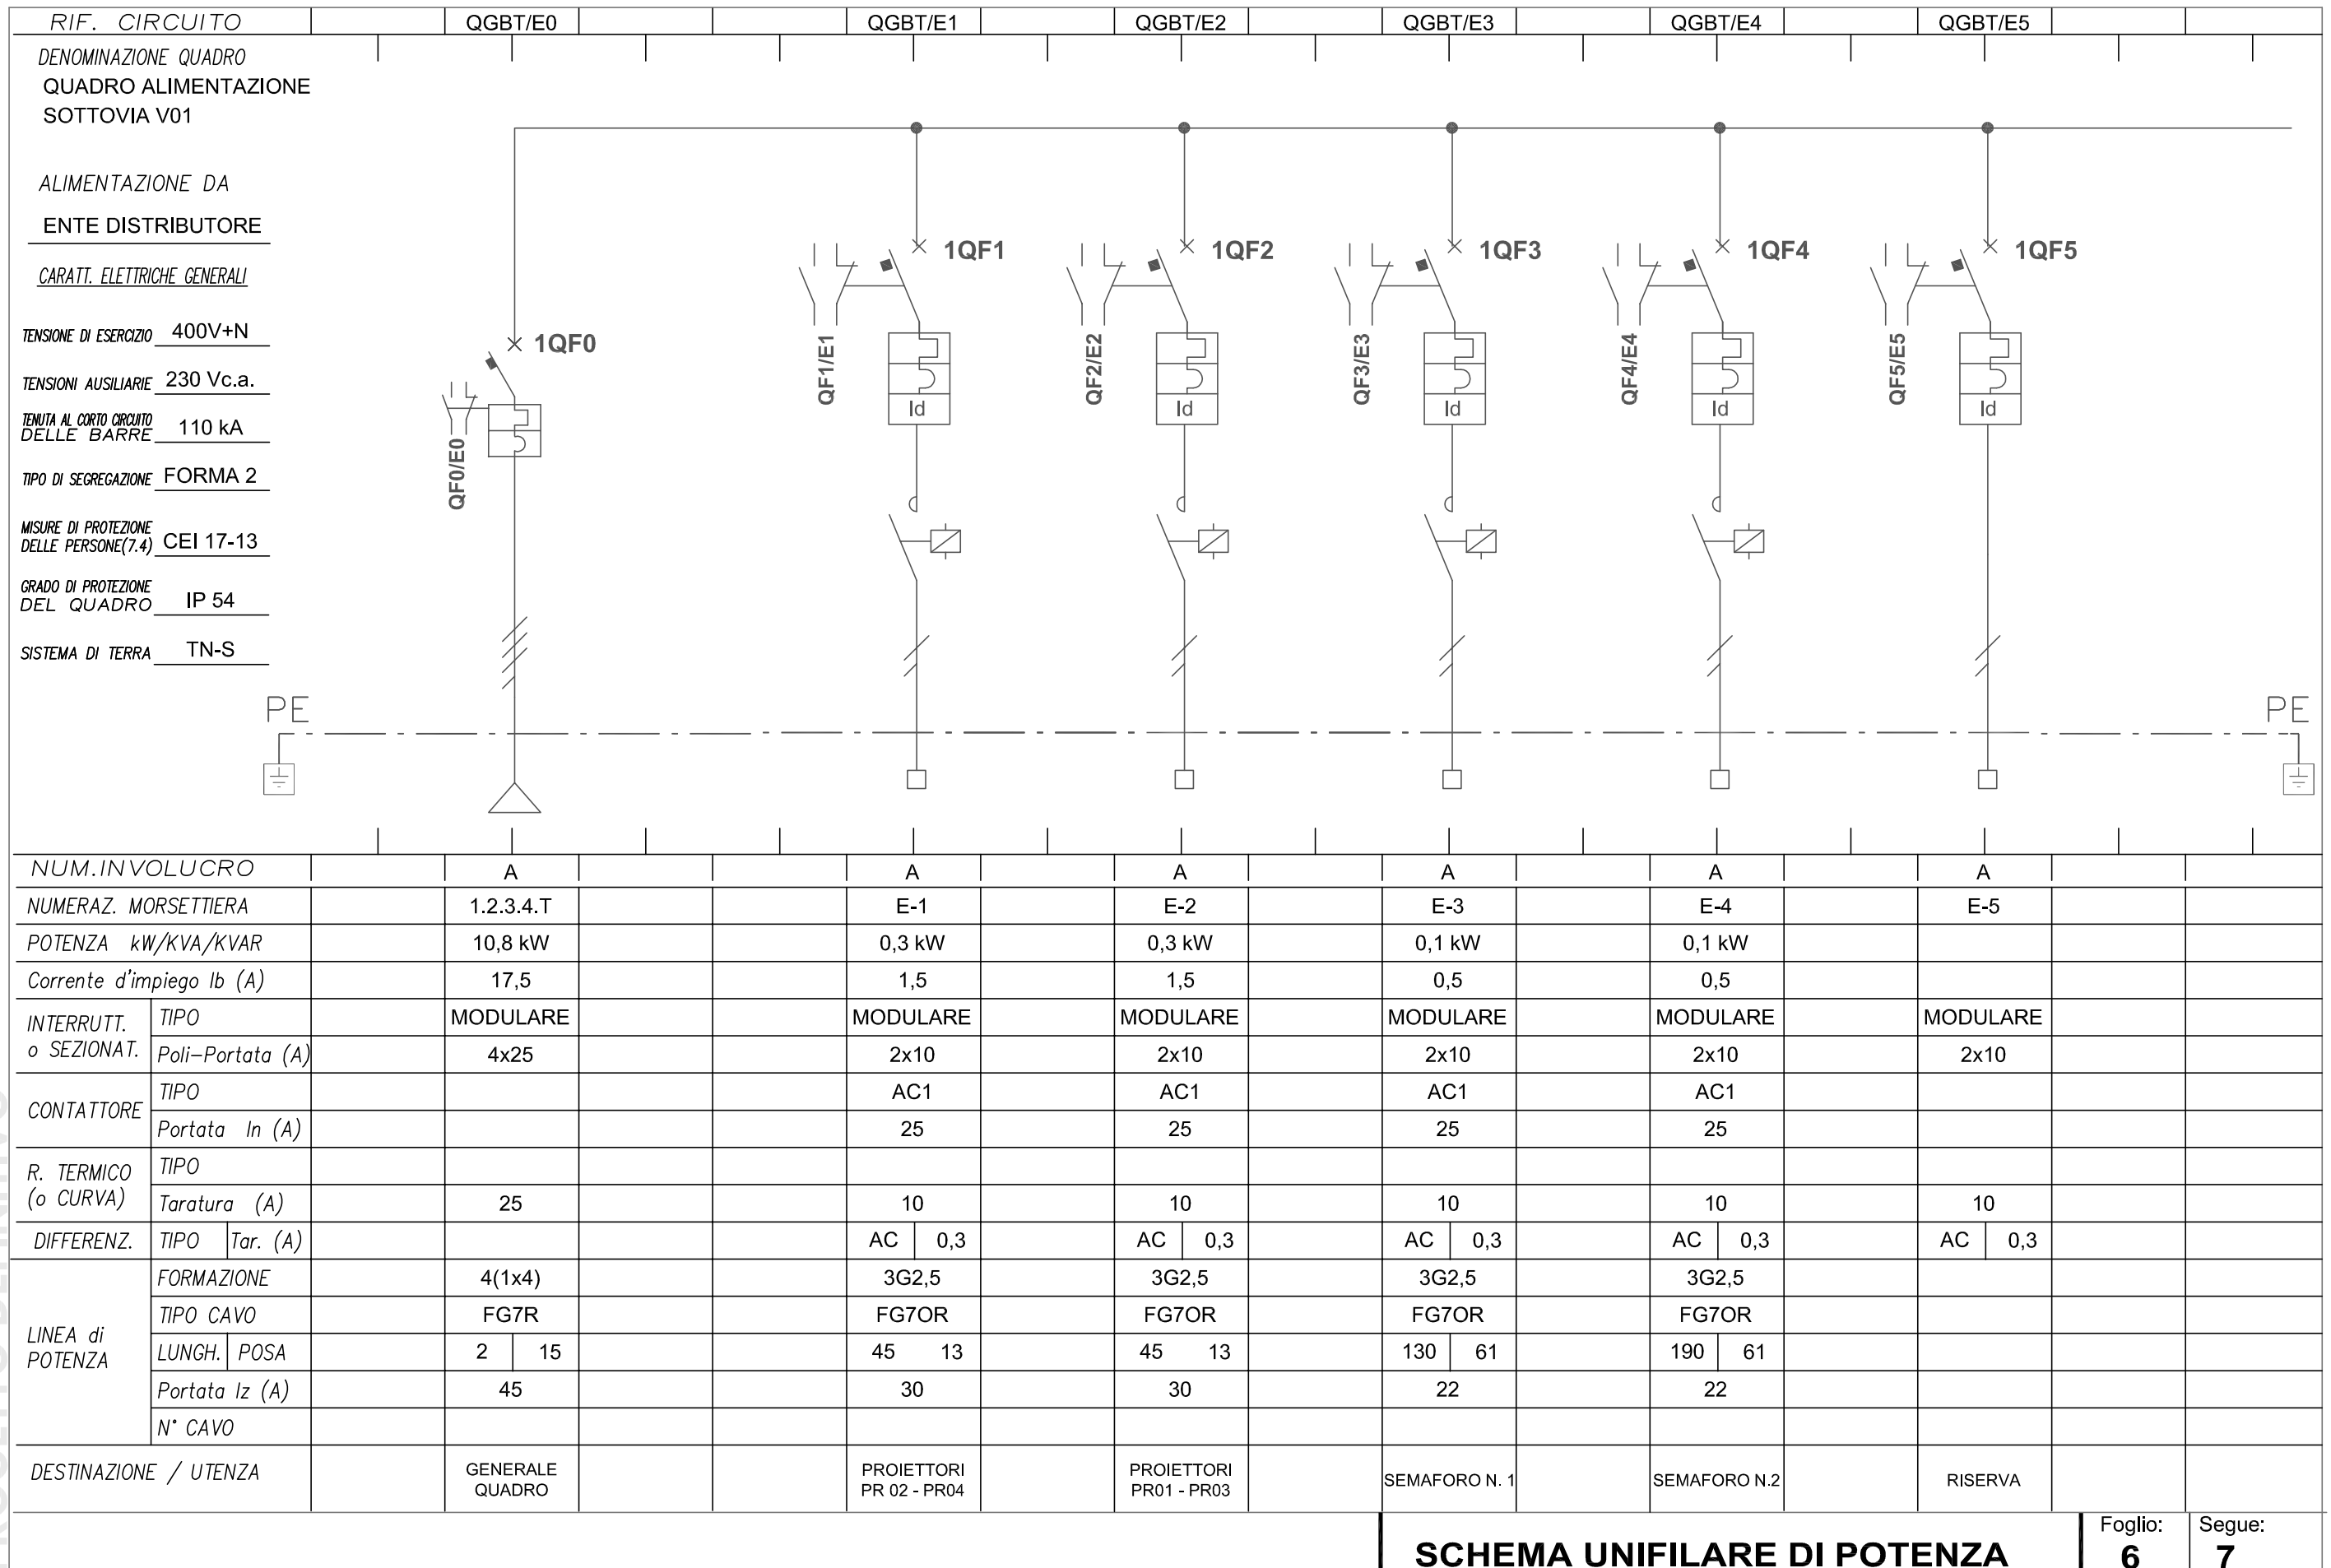 RIF. CIRCUITO QGBT/E0 QGBT/E1 QGBT/E2 QGBT/E3 QGBT/E4 QGBT/E5
DENOMINAZIONE QUADRO
QUADRO ALIMENTAZIONE
SOTTOVIA V01
ALIMENTAZIONE DA
ENTE DISTRIBUTORE
CARATT. ELETTRICHE GENERALI
TENSIONE DI ESERCIZIO 400V+N
TENSIONI AUSILIARIE 230 Vc.a.
TENUTA AL CORTO CIRCUITO
DELLE BARRE 110 kA
TIPO DI SEGREGAZIONE FORMA 2
MISURE DI PROTEZIONE
DELLE PERSONE(7.4) CEI 17-13
GRADO DI PROTEZIONE
DEL QUADRO IP 54
SISTEMA DI TERRA TN-S
1QF0
QF0/E0
1QF1 1QF2 1QF3 1QF4 1QF5
QF1/E1 QF2/E2 QF3/E3 QF4/E4 QF5/E5
Id Id Id Id Id
PE PE
NUM.INVOLUCRO A A A A A A
NUMERAZ. MORSETTIERA 1.2.3.4.T E-1 E-2 E-3 E-4 E-5
POTENZA kW/KVA/KVAR 10,8 kW 0,3 kW 0,3 kW 0,1 kW 0,1 kW
Corrente d'impiego Ib (A) 17,5 1,5 1,5 0,5 0,5
INTERRUTT.
o SEZIONAT.
TIPO MODULARE MODULARE MODULARE MODULARE MODULARE MODULARE
Poli-Portata (A) 4x25 2x10 2x10 2x10 2x10 2x10
CONTATTORE
TIPO AC1 AC1 AC1 AC1
Portata In (A) 25 25 25 25
R. TERMICO
(o CURVA)
TIPO
Taratura (A) 25 10 10 10 10 10
DIFFERENZ. TIPO Tar. (A) AC 0,3 AC 0,3 AC 0,3 AC 0,3 AC 0,3
LINEA di
POTENZA
FORMAZIONE 4(1x4) 3G2,5 3G2,5 3G2,5 3G2,5
TIPO CAVO FG7R FG7OR FG7OR FG7OR FG7OR
LUNGH. POSA 2 15 45 13 45 13 130 61 190 61
Portata Iz (A) 45 30 30 22 22
N° CAVO
DESTINAZIONE / UTENZA
GENERALE
QUADRO
PROIETTORI
PR 02 - PR04
PROIETTORI
PR01 - PR03
SEMAFORO N. 1
SEMAFORO N.2
RISERVA
SCHEMA UNIFILARE DI POTENZA
Foglio:
6
Segue:
7